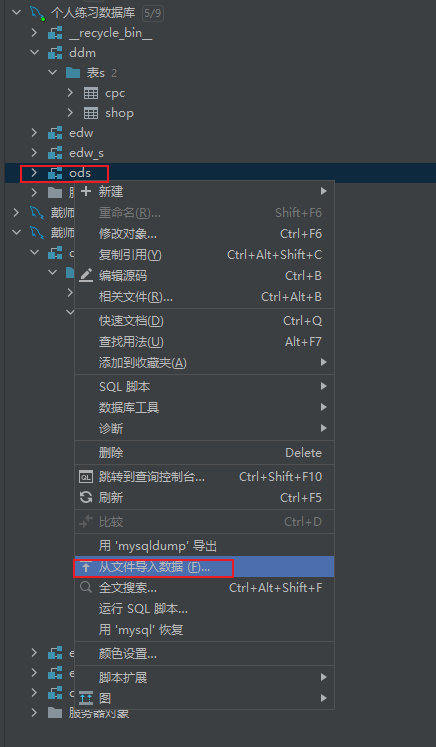 个人练习数据库 5/9
__recycle_bin__
ddm
表s 2
cpc
shop
edw
edw_s
ods
服
新建
戴师
重命名(R)... Shift+F6
戴师
修改对象... Ctrl+F6
复制引用(Y) Ctrl+Alt+Shift+C
编辑源码 Ctrl+B
相关文件(R)... Ctrl+Alt+B
快速文档(D) Ctrl+Q
查找用法(U) Alt+F7
添加到收藏夹(A)
SQL 脚本
数据库工具
诊断
删除 Delete
QL 跳转到查询控制台... Ctrl+Shift+F10
刷新 Ctrl+F5
比较 Ctrl+D
用 'mysqldump' 导出
从文件导入数据 (F)...
全文搜索... Ctrl+Alt+Shift+F
运行 SQL 脚本...
用 'mysql' 恢复
颜色设置...
脚本扩展
图
服务器对象